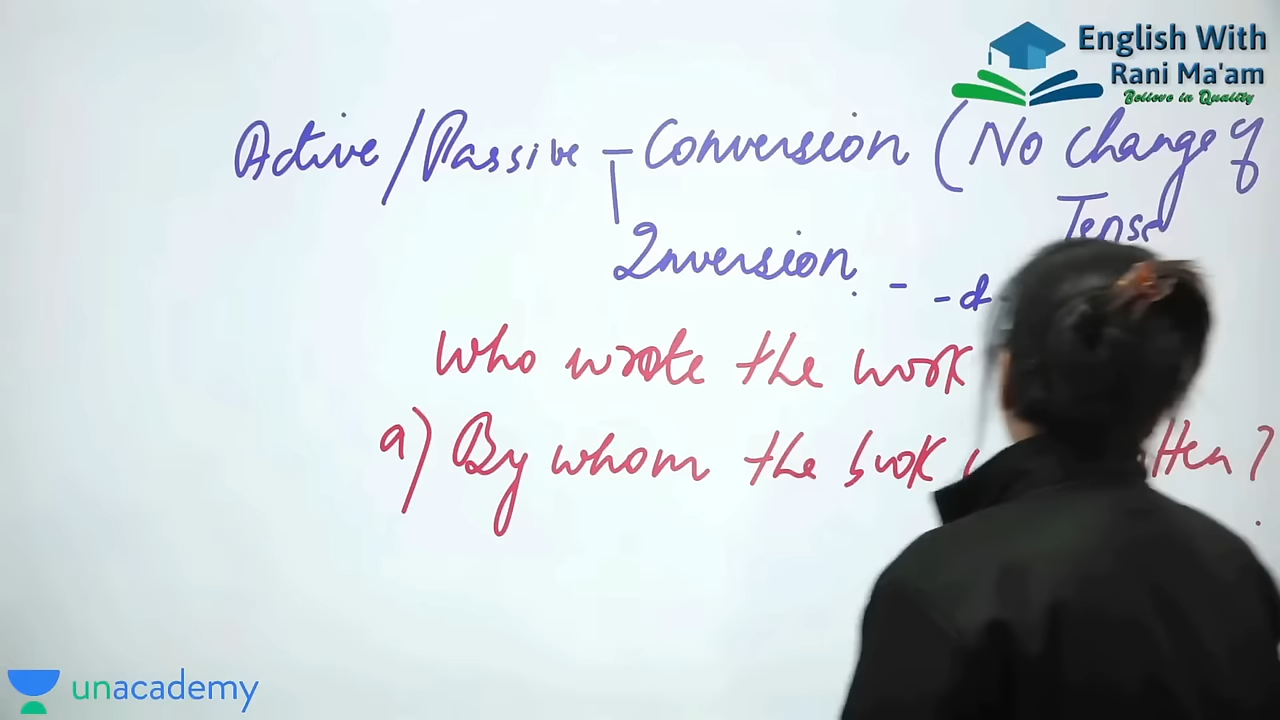 English With
Rani Ma'am
Believe in Quality
Active/Passive - Conversion (No change of
Tense
Inversion. - -d
Who wrote the work
a) By whom the book
unacademy